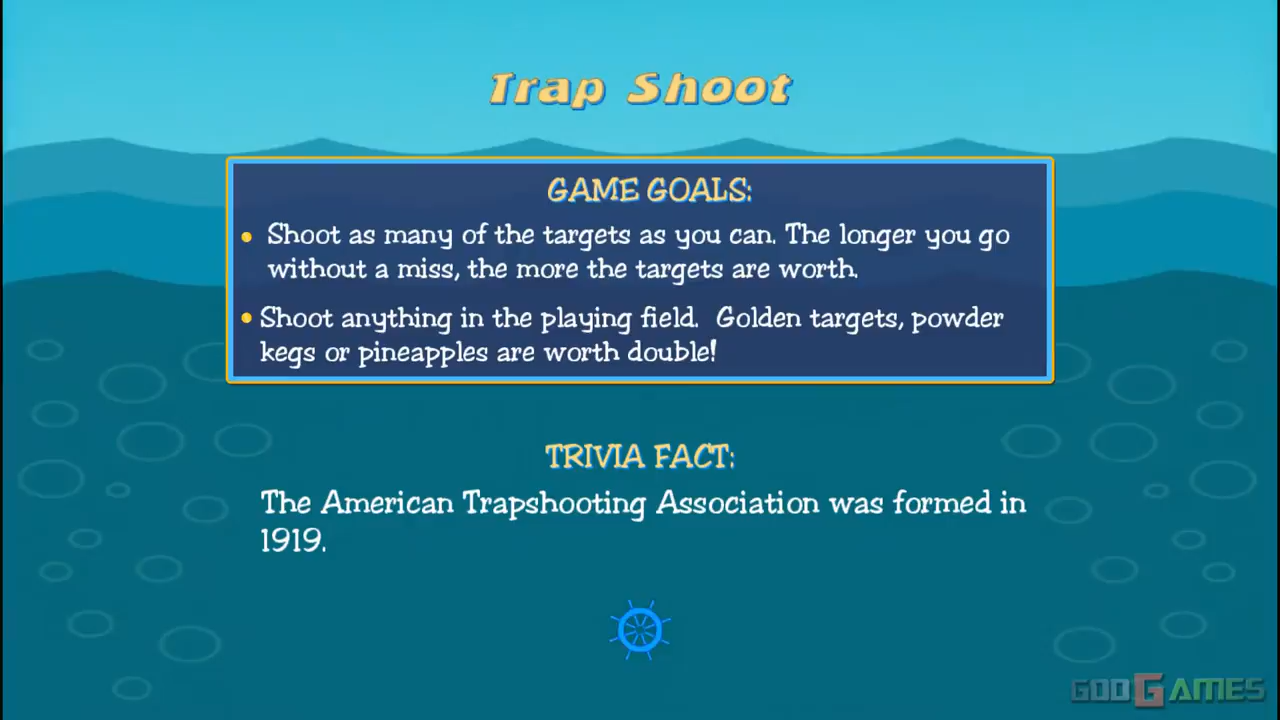 Trap Shoot
GAME GOALS:
• Shoot as many of the targets as you can. The longer you go
without a miss, the more the targets are worth.
• Shoot anything in the playing field.  Golden targets, powder
kegs or pineapples are worth double!
TRIVIA FACT:
The American Trapshooting Association was formed in
1919.
GODGAMES